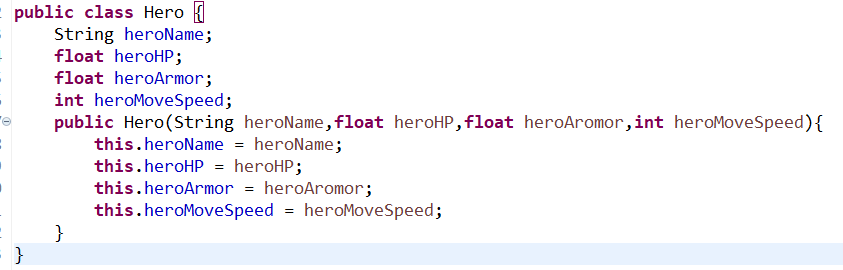 public class Hero {
String heroName;
float heroHP;
float heroArmor;
int heroMoveSpeed;
public Hero(String heroName,float heroHP,float heroAromor,int heroMoveSpeed){
this.heroName = heroName;
this.heroHP = heroHP;
this.heroArmor = heroAromor;
this.heroMoveSpeed = heroMoveSpeed;
}
}